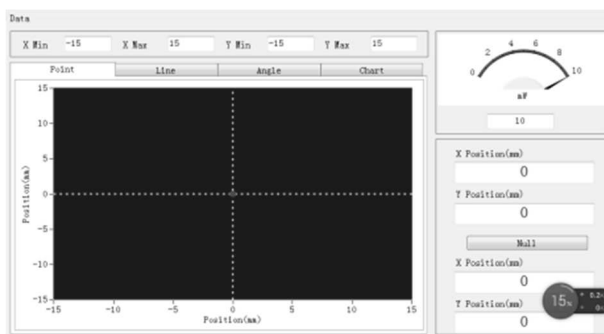 Data
X Min -15 X Max 15 Y Min -15 Y Max 15
Point Line Angle Chart
15
10
5
0
-5
-10
-15
Position(mm)
-15 -10 -5 0 5 10 15
Position(mm)
0 2 4 6 8 10
mW
10
X Position(mm)
0
Y Position(mm)
0
Null
X Position(mm)
0
Y Position(mm)
0
15%